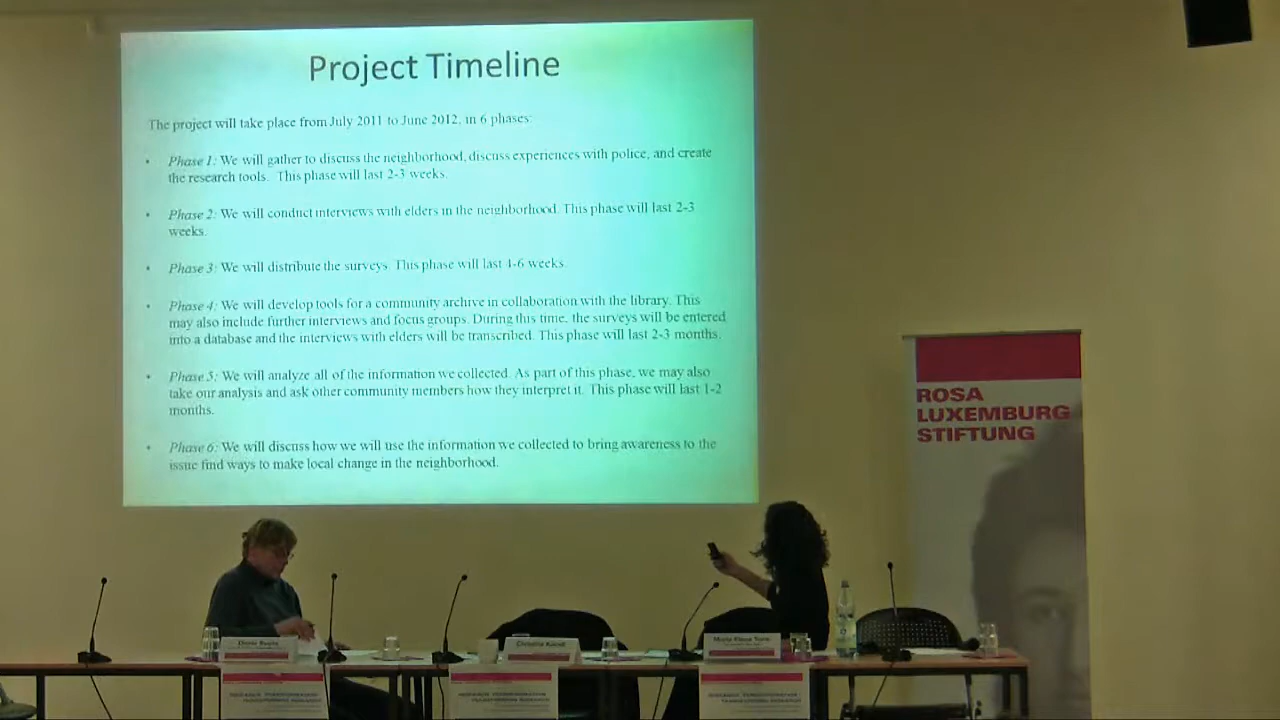 Project Timeline
The project will take place from July 2011 to June 2012, in 6 phases:
• Phase 1: We will gather to discuss the neighborhood, discuss experiences with police, and create
the research tools. This phase will last 2-3 weeks.
• Phase 2: We will conduct interviews with elders in the neighborhood. This phase will last 2-3
weeks.
• Phase 3: We will distribute the surveys. This phase will last 4-6 weeks.
• Phase 4: We will develop tools for a community archive in collaboration with the library. This
may also include further interviews and focus groups. During this time, the surveys will be entered
into a database and the interviews with elders will be transcribed. This phase will last 2-3 months.
• Phase 5: We will analyze all of the information we collected. As part of this phase, we may also
take our analysis and ask other community members how they interpret it. This phase will last 1-2
months.
• Phase 6: We will discuss how we will use the information we collected to bring awareness to the
issue find ways to make local change in the neighborhood.
ROSA
LUXEMBURG
STIFTUNG